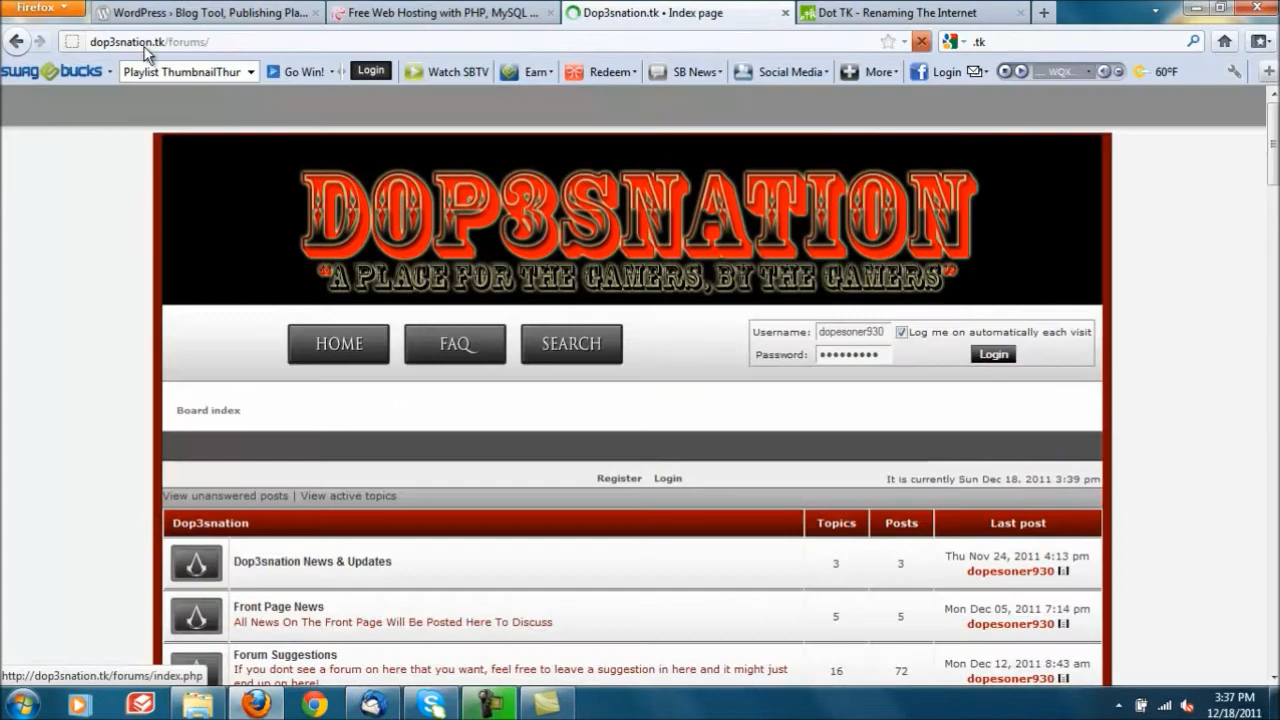 Firefox
WordPress › Blog Tool, Publishing Pla...
Free Web Hosting with PHP, MySQL ...
Dop3snation.tk • Index page
Dot TK - Renaming The Internet
dop3snation.tk/forums/
.tk
swagbucks
Playlist ThumbnailThur
Go Win!
Login
Watch SBTV
Earn
Redeem
SB News
Social Media
More
Login
WQX...
60°F
DOP3SNATION
"A PLACE FOR THE GAMERS, BY THE GAMERS"
HOME
FAQ
SEARCH
Username: dopesoner930 Log me on automatically each visit
Password: ●●●●●●●●● Login
Board index
Register Login
It is currently Sun Dec 18, 2011 3:39 pm
View unanswered posts | View active topics
Dop3snation Topics Posts Last post
Dop3snation News & Updates
3 3
Thu Nov 24, 2011 4:13 pm
dopesoner930
Front Page News
All News On The Front Page Will Be Posted Here To Discuss
5 5
Mon Dec 05, 2011 7:14 pm
dopesoner930
Forum Suggestions
If you dont see a forum on here that you want, feel free to leave a suggestion in here and it might just
end up on here!
16 72
Mon Dec 12, 2011 8:43 am
dopesoner930
http://dop3snation.tk/forums/index.php
3:37 PM
12/18/2011